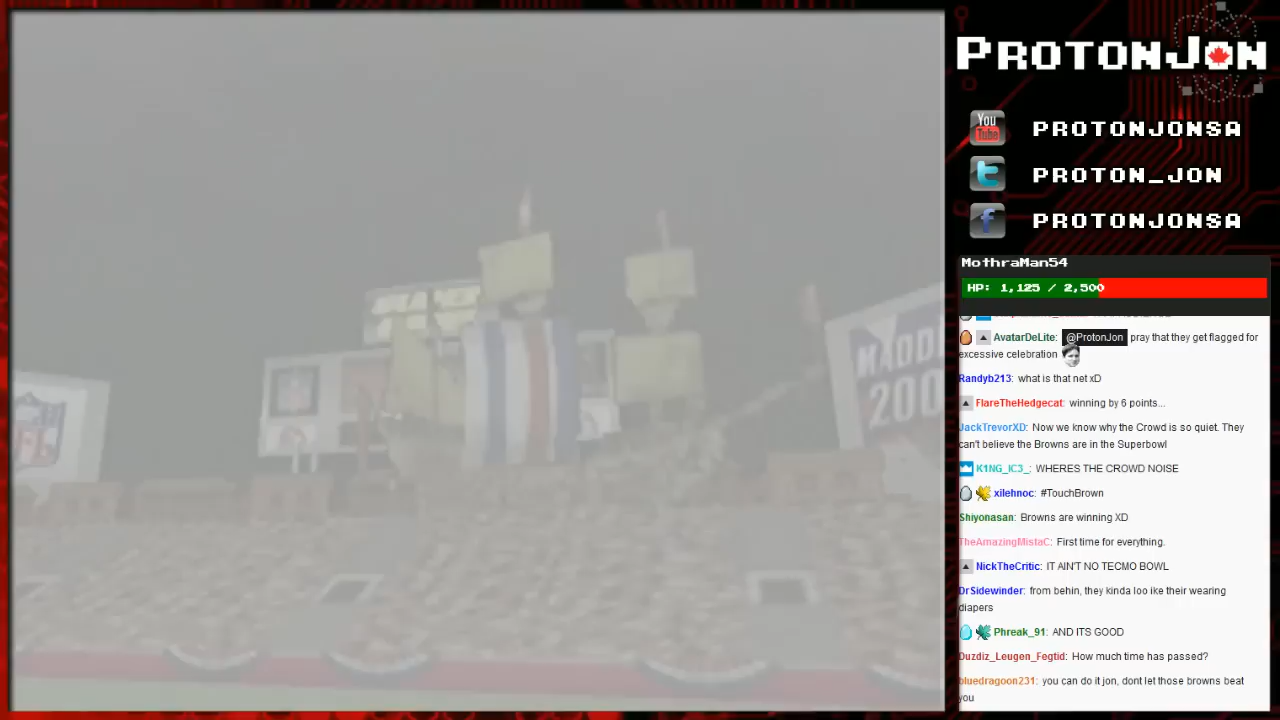 PROTONJON
You Tube PROTONJONSA
PROTON_JON
PROTONJONSA
MothraMan54
HP: 1,125 / 2,500
AvatarDeLite: @ProtonJon pray that they get flagged for
excessive celebration
Randyb213: what is that net xD
FlareTheHedgecat: winning by 6 points...
JackTrevorXD: Now we know why the Crowd is so quiet. They
can't believe the Browns are in the Superbowl
K1NG_IC3_: WHERES THE CROWD NOISE
xilehnoc: #TouchBrown
Shiyonasan: Browns are winning XD
TheAmazingMistaC: First time for everything.
NickTheCritic: IT AIN'T NO TECMO BOWL
DrSidewinder: from behin, they kinda loo ike their wearing
diapers
Phreak_91: AND ITS GOOD
Duzdiz_Leugen_Fegtid: How much time has passed?
bluedragoon231: you can do it jon, dont let those browns beat
you
MADDEN
200
NFL